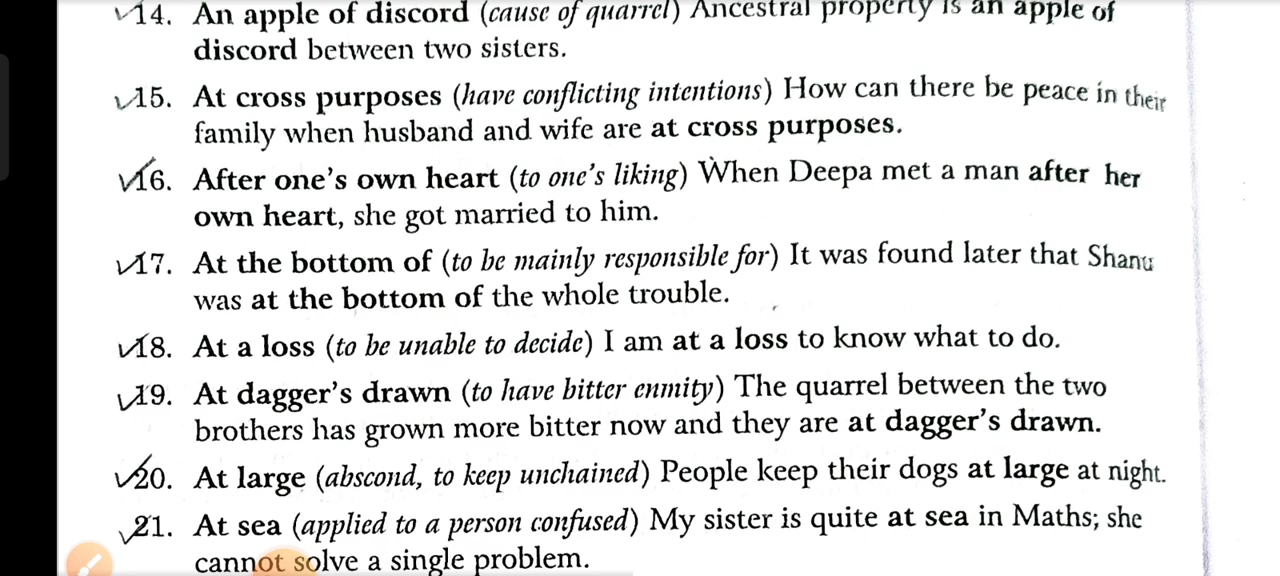 14. An apple of discord (cause of quarrel) Ancestral property is an apple of
discord between two sisters.
15. At cross purposes (have conflicting intentions) How can there be peace in their
family when husband and wife are at cross purposes.
16. After one's own heart (to one's liking) When Deepa met a man after her
own heart, she got married to him.
17. At the bottom of (to be mainly responsible for) It was found later that Shanu
was at the bottom of the whole trouble.
18. At a loss (to be unable to decide) I am at a loss to know what to do.
19. At dagger's drawn (to have bitter enmity) The quarrel between the two
brothers has grown more bitter now and they are at dagger's drawn.
20. At large (abscond, to keep unchained) People keep their dogs at large at night.
21. At sea (applied to a person confused) My sister is quite at sea in Maths; she
cannot solve a single problem.